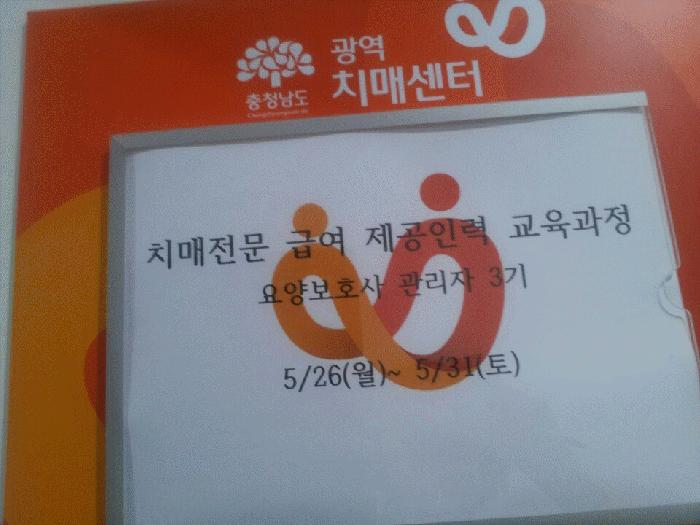 광역
치매센터
충청남도
치매전문 급여 제공인력 교육과정
요양보호사 관리자 3기
5/26(월)~ 5/31(토)